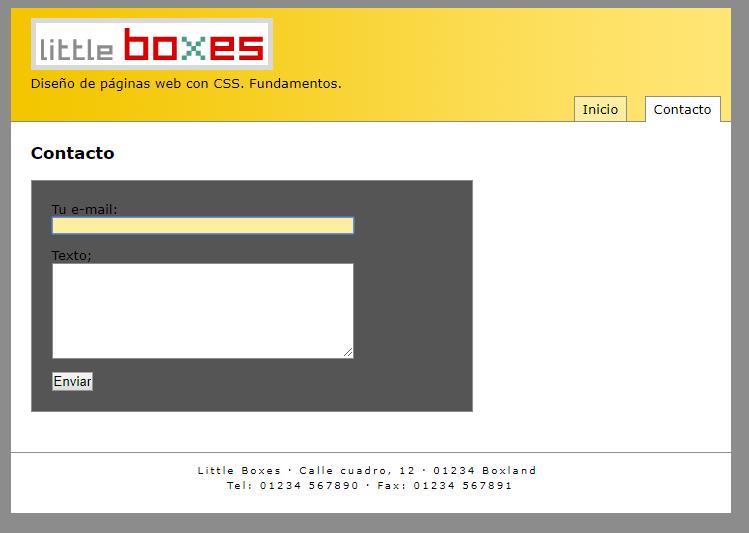 little boxes
Diseño de páginas web con CSS. Fundamentos.
Inicio Contacto
Contacto
Tu e-mail:
Texto;
Enviar
Little Boxes · Calle cuadro, 12 · 01234 Boxland
Tel: 01234 567890 · Fax: 01234 567891